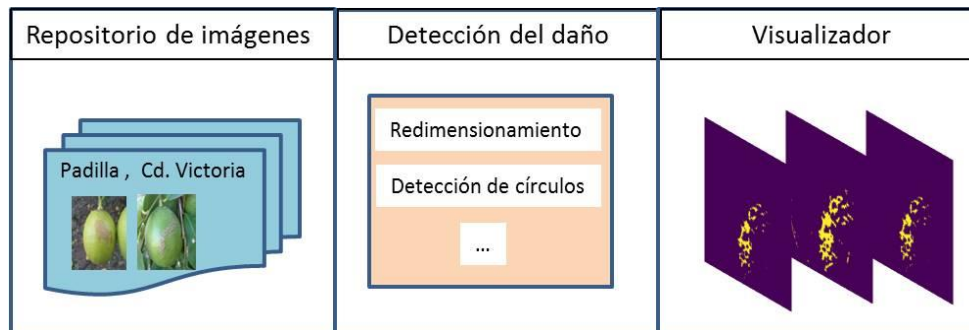 Repositorio de imágenes
Detección del daño
Visualizador
Padilla , Cd. Victoria
Redimensionamiento
Detección de círculos
...